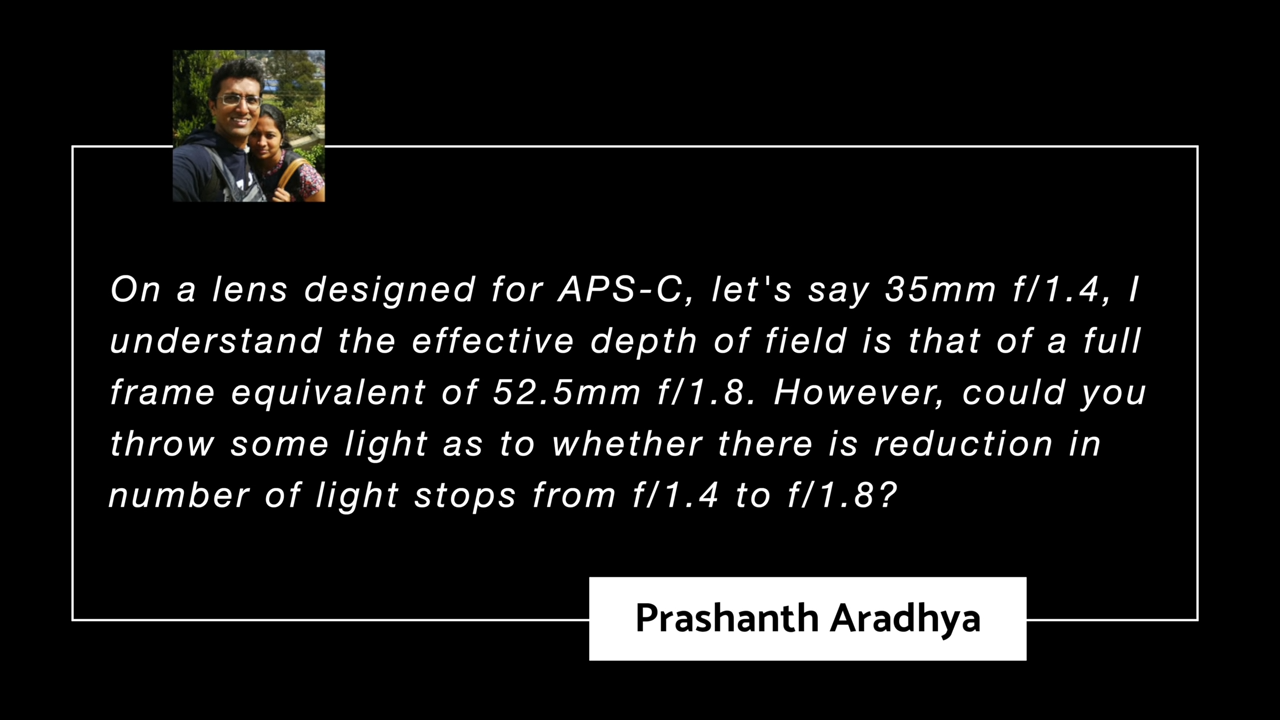 On a lens designed for APS-C, let's say 35mm f/1.4, I
understand the effective depth of field is that of a full
frame equivalent of 52.5mm f/1.8. However, could you
throw some light as to whether there is reduction in
number of light stops from f/1.4 to f/1.8?
Prashanth Aradhya